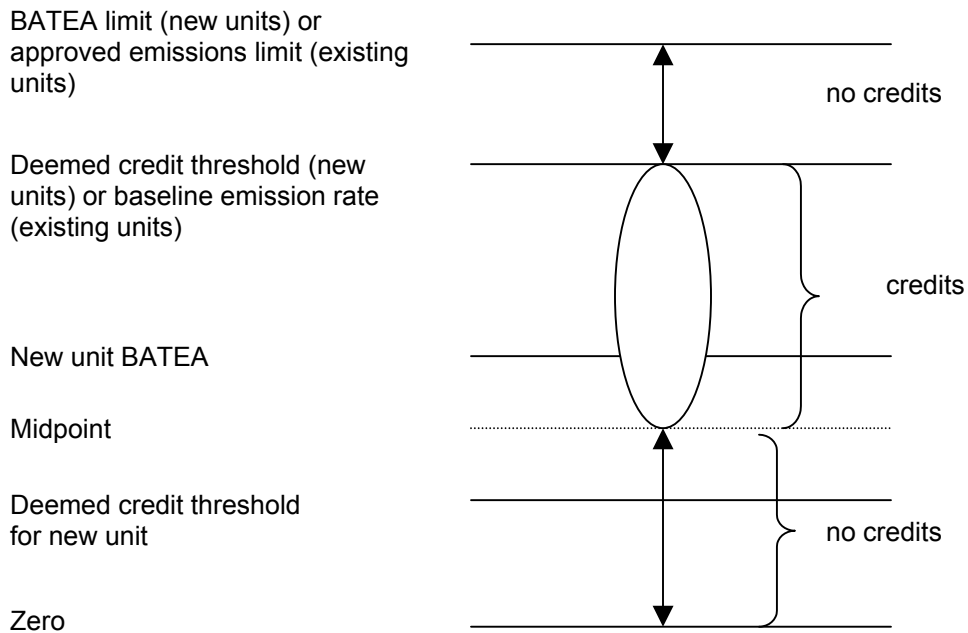 BATEA limit (new units) or
approved emissions limit (existing
units)
no credits
Deemed credit threshold (new
units) or baseline emission rate
(existing units)
credits
New unit BATEA
Midpoint
Deemed credit threshold
for new unit
no credits
Zero